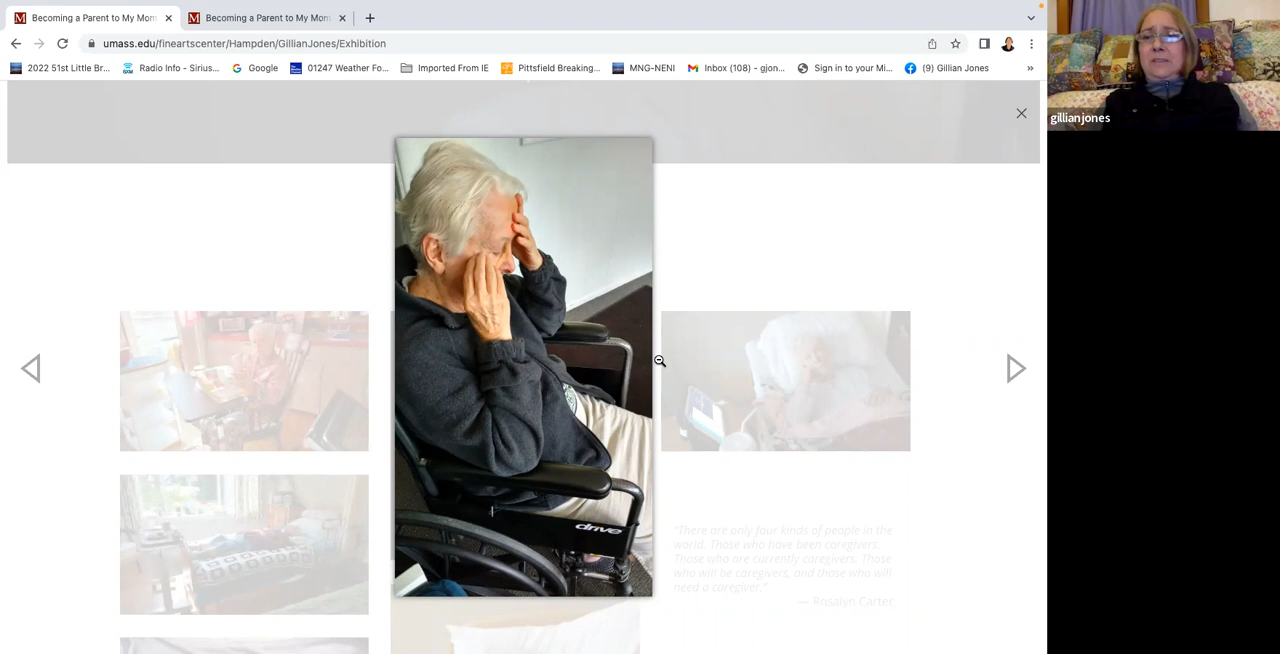 Becoming a Parent to My Mom
Becoming a Parent to My Mom
umass.edu/fineartscenter/Hampden/GillianJones/Exhibition
2022 51st Little Br...
Radio Info - Sirius...
Google
01247 Weather Fo...
Imported From IE
Pittsfield Breaking...
MNG-NENI
Inbox (108) - gjon...
Sign in to your Mi...
(9) Gillian Jones
»
gillianjones
drive
"There are only four kinds of people in the
world. Those who have been caregivers.
Those who are currently caregivers. Those
who will be caregivers, and those who will
need a caregiver."
— Rosalyn Carter